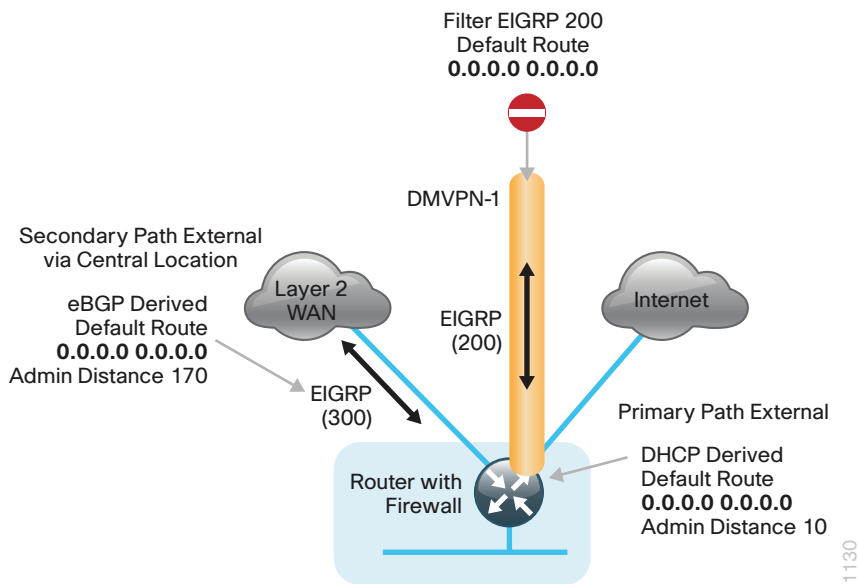 Filter EIGRP 200
Default Route
0.0.0.0 0.0.0.0
DMVPN-1
Secondary Path External
via Central Location
eBGP Derived
Default Route
0.0.0.0 0.0.0.0
Admin Distance 170
Layer 2
WAN
EIGRP
(300)
EIGRP
(200)
Internet
Primary Path External
DHCP Derived
Default Route
0.0.0.0 0.0.0.0
Admin Distance 10
Router with
Firewall
1130